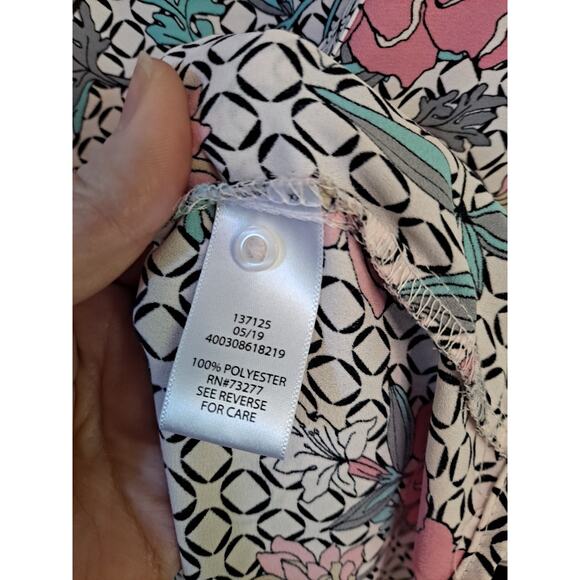 137125
05/19
400308618219
100% POLYESTER
RN#73277
SEE REVERSE
FOR CARE